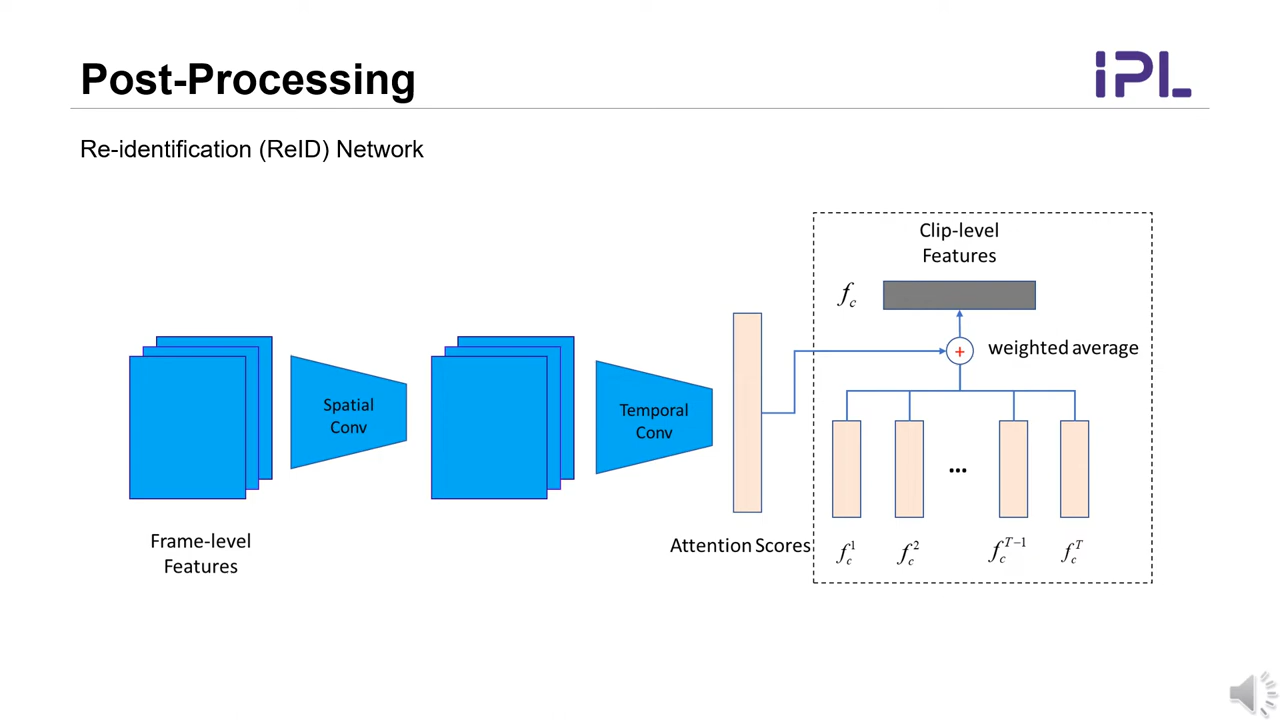 Post-Processing
iPL
Re-identification (ReID) Network
Clip-level
Features
f_c
weighted average
Spatial
Conv
Temporal
Conv
+
...
Frame-level
Features
Attention Scores
f_c^1
f_c^2
f_c^{T-1}
f_c^T